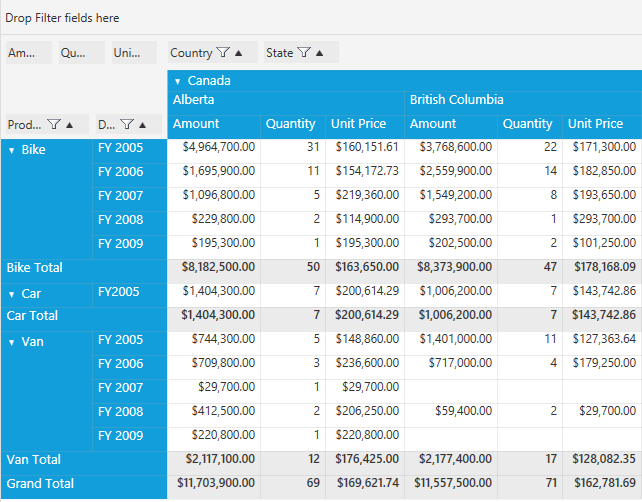 Drop Filter fields here
Am... Qu... Uni... Country State
Canada
Alberta British Columbia
Prod... D... Amount Quantity Unit Price Amount Quantity Unit Price
Bike FY 2005 $4,964,700.00 31 $160,151.61 $3,768,600.00 22 $171,300.00
FY 2006 $1,695,900.00 11 $154,172.73 $2,559,900.00 14 $182,850.00
FY 2007 $1,096,800.00 5 $219,360.00 $1,549,200.00 8 $193,650.00
FY 2008 $229,800.00 2 $114,900.00 $293,700.00 1 $293,700.00
FY 2009 $195,300.00 1 $195,300.00 $202,500.00 2 $101,250.00
Bike Total $8,182,500.00 50 $163,650.00 $8,373,900.00 47 $178,168.09
Car FY2005 $1,404,300.00 7 $200,614.29 $1,006,200.00 7 $143,742.86
Car Total $1,404,300.00 7 $200,614.29 $1,006,200.00 7 $143,742.86
Van FY 2005 $744,300.00 5 $148,860.00 $1,401,000.00 11 $127,363.64
FY 2006 $709,800.00 3 $236,600.00 $717,000.00 4 $179,250.00
FY 2007 $29,700.00 1 $29,700.00
FY 2008 $412,500.00 2 $206,250.00 $59,400.00 2 $29,700.00
FY 2009 $220,800.00 1 $220,800.00
Van Total $2,117,100.00 12 $176,425.00 $2,177,400.00 17 $128,082.35
Grand Total $11,703,900.00 69 $169,621.74 $11,557,500.00 71 $162,781.69